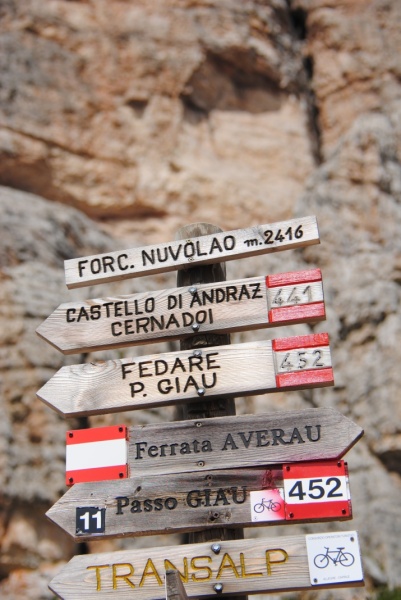 FORC. NUVOLAO m.2416
CASTELLO DI ANDRAZ 441
CERNADOI
FEDARE 452
P. GIAU
Ferrata AVERAU
11 Passo GIAU 452
TRANSALP